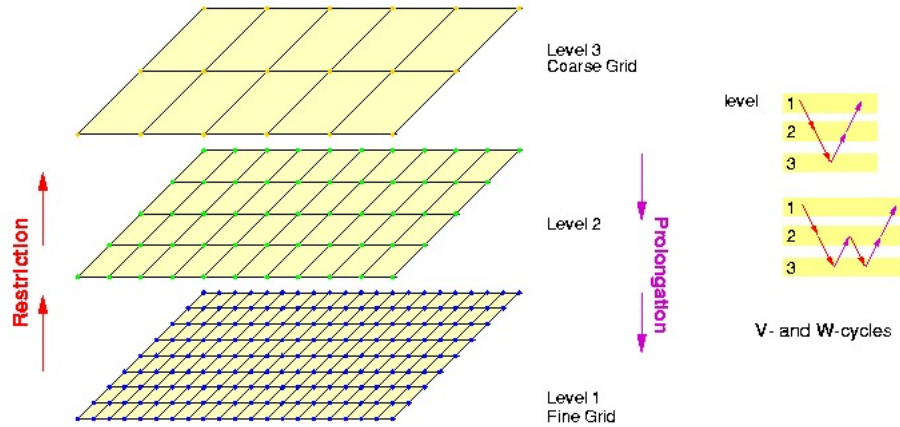 Level 3
Coarse Grid
Restriction
Level 2
Prolongation
Level 1
Fine Grid
level
1
2
3
1
2
3
V- and W-cycles